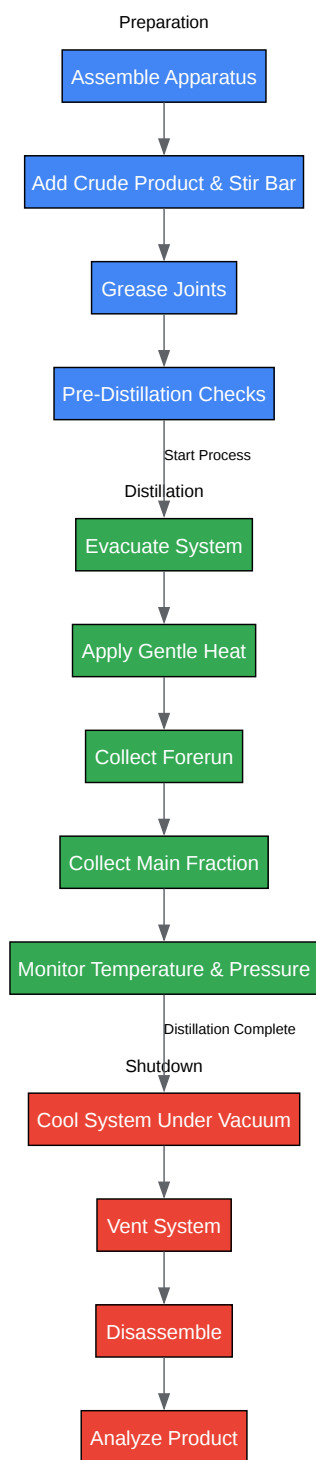 Preparation
Assemble Apparatus
Add Crude Product & Stir Bar
Grease Joints
Pre-Distillation Checks
Start Process
Distillation
Evacuate System
Apply Gentle Heat
Collect Forerun
Collect Main Fraction
Monitor Temperature & Pressure
Distillation Complete
Shutdown
Cool System Under Vacuum
Vent System
Disassemble
Analyze Product